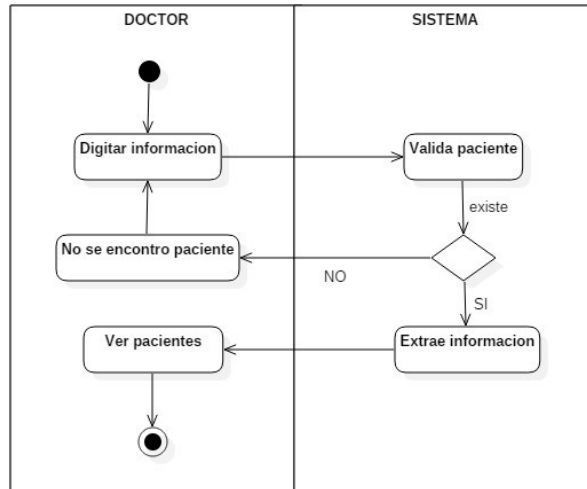 DOCTOR
SISTEMA
Digitar informacion
Valida paciente
existe
No se encontro paciente
NO
SI
Ver pacientes
Extrae informacion